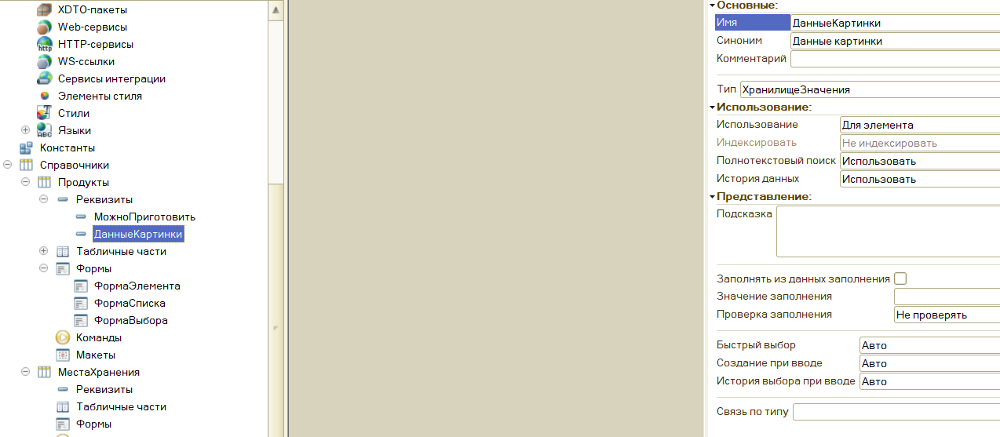 XDTO-пакеты
Web-сервисы
HTTP-сервисы
WS-ссылки
Сервисы интеграции
Элементы стиля
Стили
Языки
Константы
Справочники
Продукты
Реквизиты
МожноПриготовить
ДанныеКартинки
Табличные части
Формы
ФормаЭлемента
ФормаСписка
ФормаВыбора
Команды
Макеты
МестаХранения
Реквизиты
Табличные части
Формы
Основные:
Имя ДанныеКартинки
Синоним Данные картинки
Комментарий
Тип ХранилищеЗначения
Использование:
Использование Для элемента
Индексировать Не индексировать
Полнотекстовый поиск Использовать
История данных Использовать
Представление:
Подсказка
Заполнять из данных заполнения
Значение заполнения
Проверка заполнения Не проверять
Быстрый выбор Авто
Создание при вводе Авто
История выбора при вводе Авто
Связь по типу